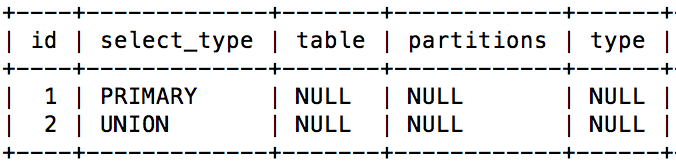 +----+-------------+-------+------------+------+
| id | select_type | table | partitions | type |
+----+-------------+-------+------------+------+
|  1 | PRIMARY     | NULL  | NULL       | NULL |
|  2 | UNION       | NULL  | NULL       | NULL |
+----+-------------+-------+------------+------+